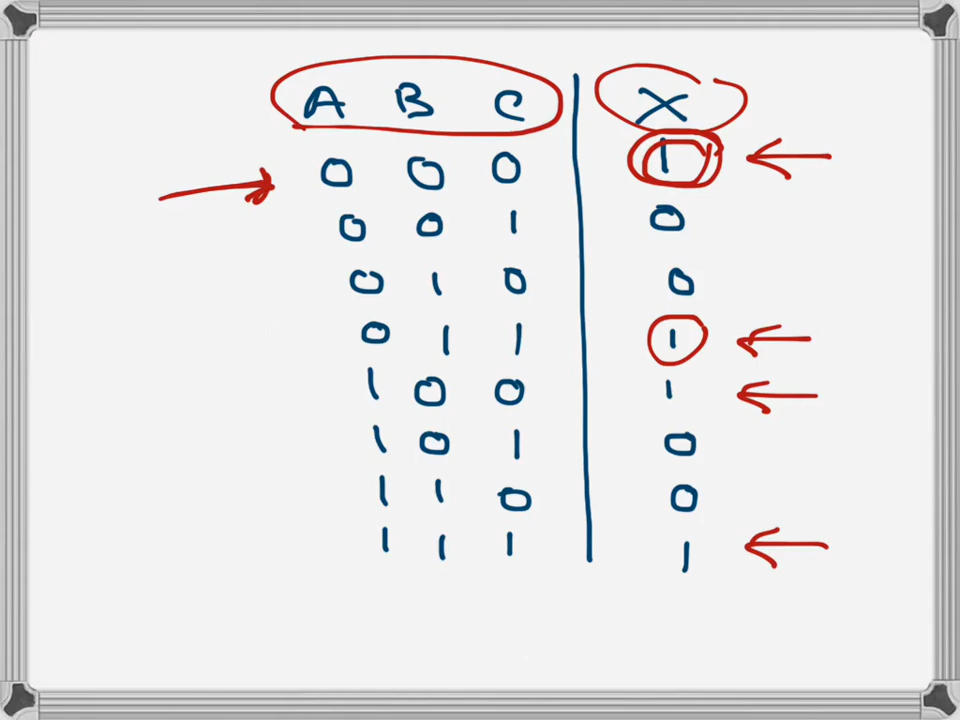 A B C X
0 0 0 1
0 0 1 0
0 1 0 0
0 1 1 1
1 0 0 1
1 0 1 0
1 1 0 0
1 1 1 1